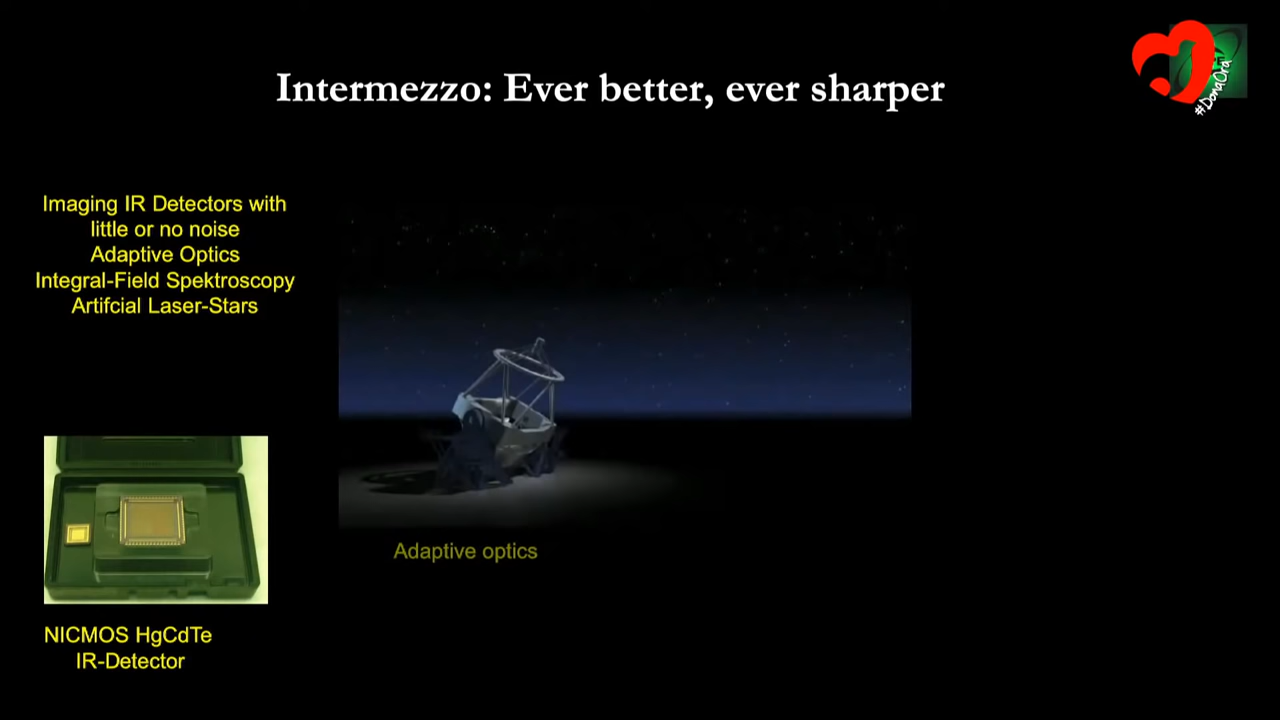 Intermezzo: Ever better, ever sharper
#DonaOra
Imaging IR Detectors with
little or no noise
Adaptive Optics
Integral-Field Spektroscopy
Artifcial Laser-Stars
Adaptive optics
NICMOS HgCdTe
IR-Detector